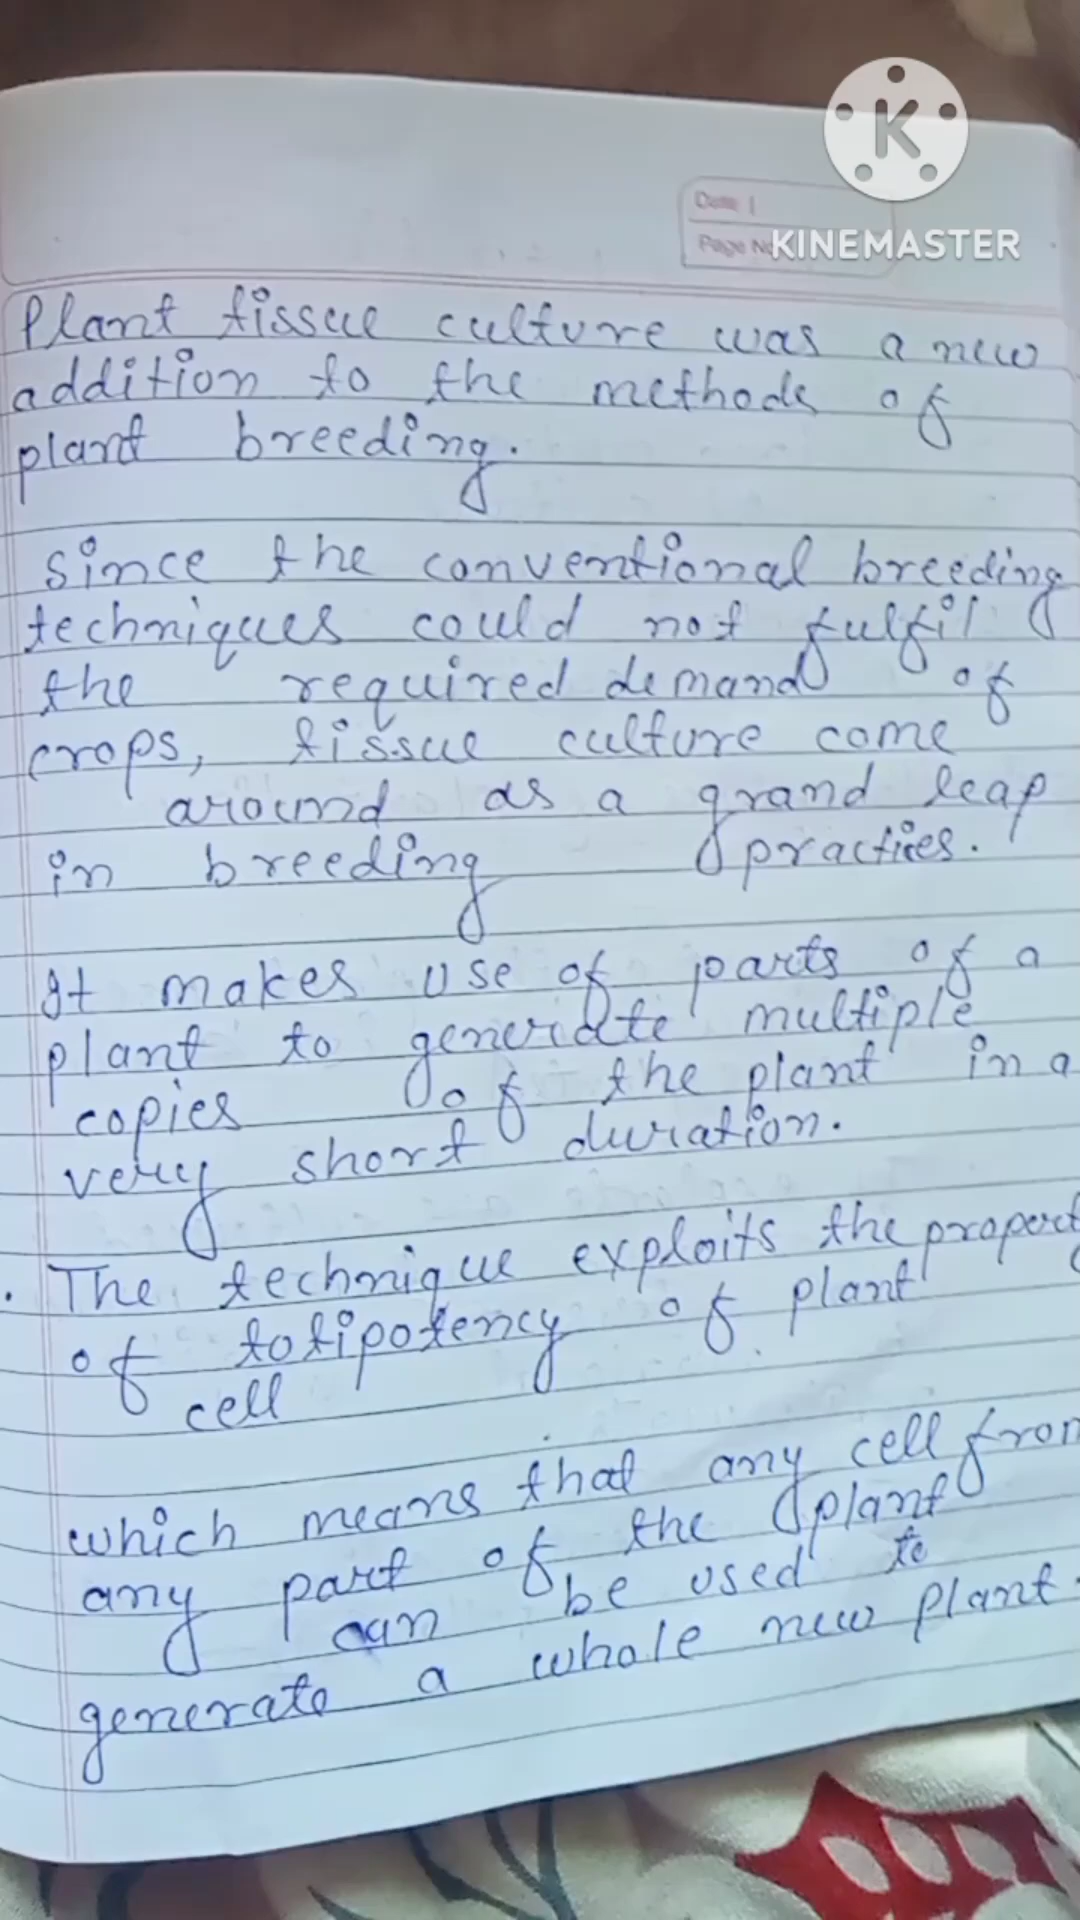 K
KINEMASTER
Date
Page No
Plant tissue culture was a new
addition to the methods of
plant breeding.
since the conventional breeding
techniques could not fulfil
the required demand of
crops, tissue culture come
around as a grand leap
in breeding practices.
It makes use of parts of a
plant to generate multiple
copies of the plant in a
very short duration.
. The technique exploits the propert
of totipotency of plant
cell
which means that any cell from
any part of the plant
can be used to
generate a whole new plant.